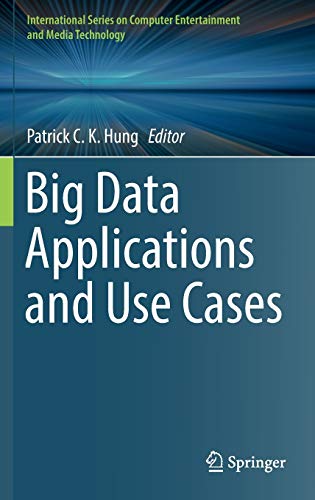 International Series on Computer Entertainment
and Media Technology
Patrick C. K. Hung Editor
Big Data
Applications
and Use Cases
Springer